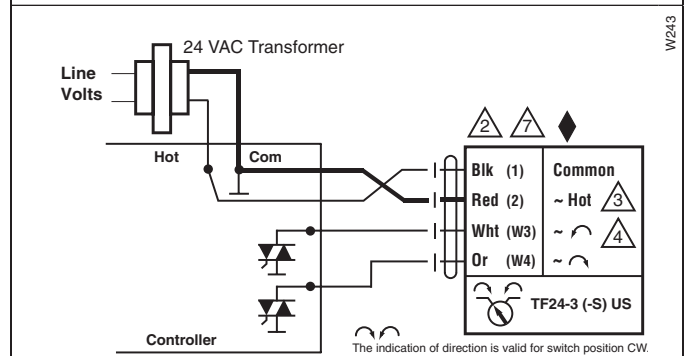 W243
24 VAC Transformer
Line
Volts
Hot
Com
2 7
Blk (1) Common
Red (2) ~ Hot 3
Wht (W3) ~ 4
Or (W4) ~
TF24-3 (-S) US
Controller
The indication of direction is valid for switch position CW.